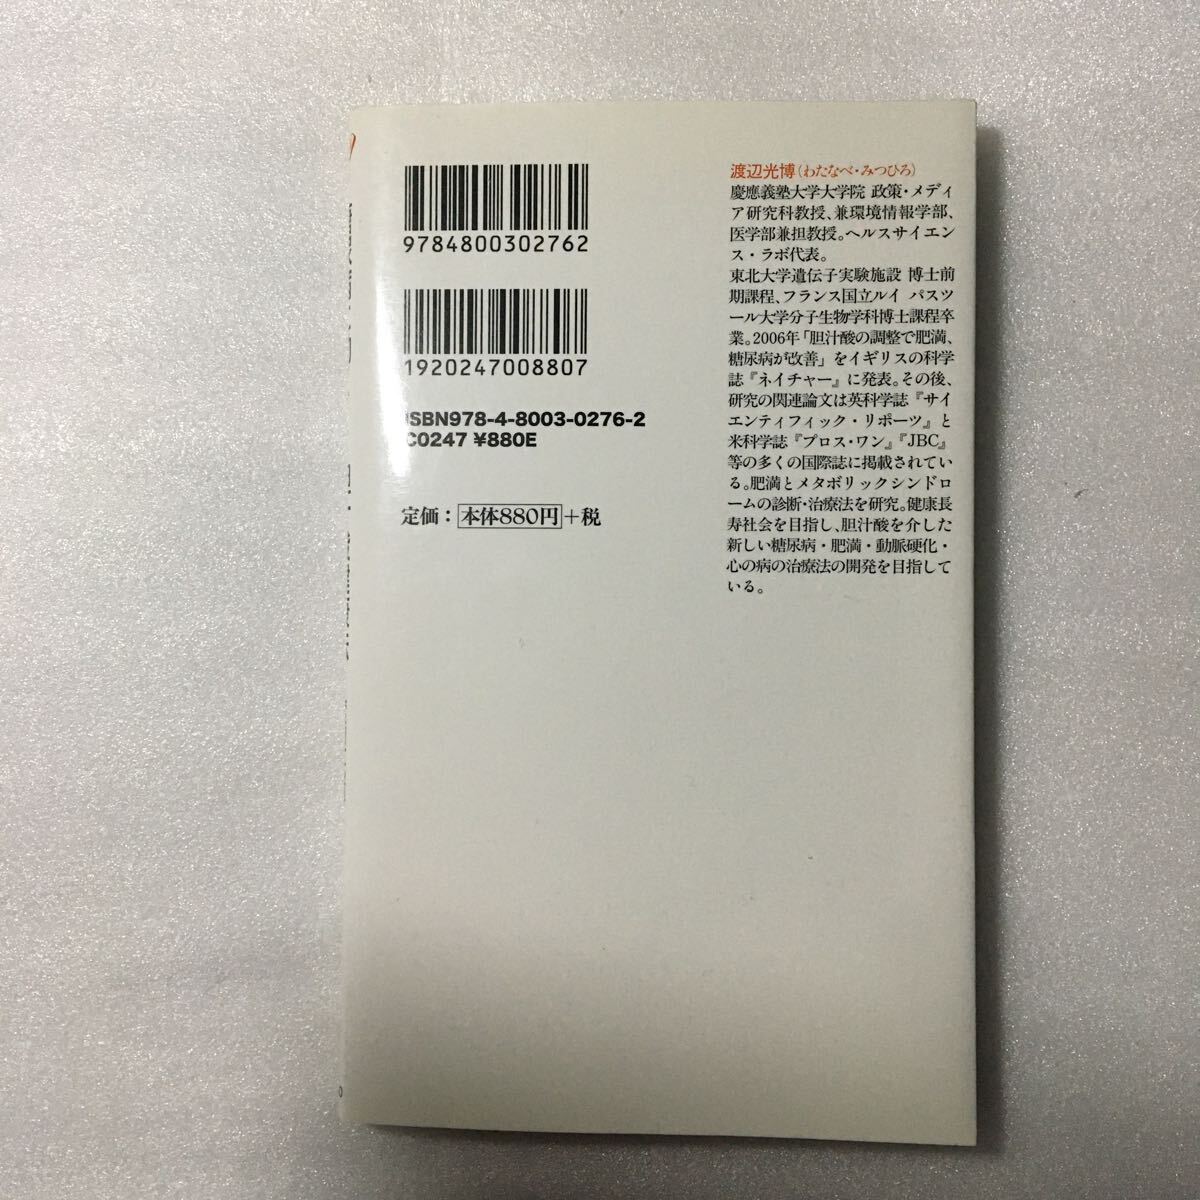 9784800302762
1920247008807
ISBN978-4-8003-0276-2
C0247 ¥880E
定価：本体880円＋税
渡辺光博(わたなべ・みつひろ)
慶應義塾大学大学院 政策・メディ
ア研究科教授、兼環境情報学部、
医学部兼担教授。ヘルスサイエン
ス・ラボ代表。
東北大学遺伝子実験施設 博士前
期課程、フランス国立ルイ パスツ
ール大学分子生物学科博士課程卒
業。2006年「胆汁酸の調整で肥満、
糖尿病が改善」をイギリスの科学
誌『ネイチャー』に発表。その後、
研究の関連論文は英科学誌『サイ
エンティフィック・リポーツ』と
米科学誌『プロス・ワン』『JBC』
等の多くの国際誌に掲載されてい
る。肥満とメタボリックシンドロ
ームの診断・治療法を研究。健康長
寿社会を目指し、胆汁酸を介した
新しい糖尿病・肥満・動脈硬化・
心の病の治療法の開発を目指して
いる。